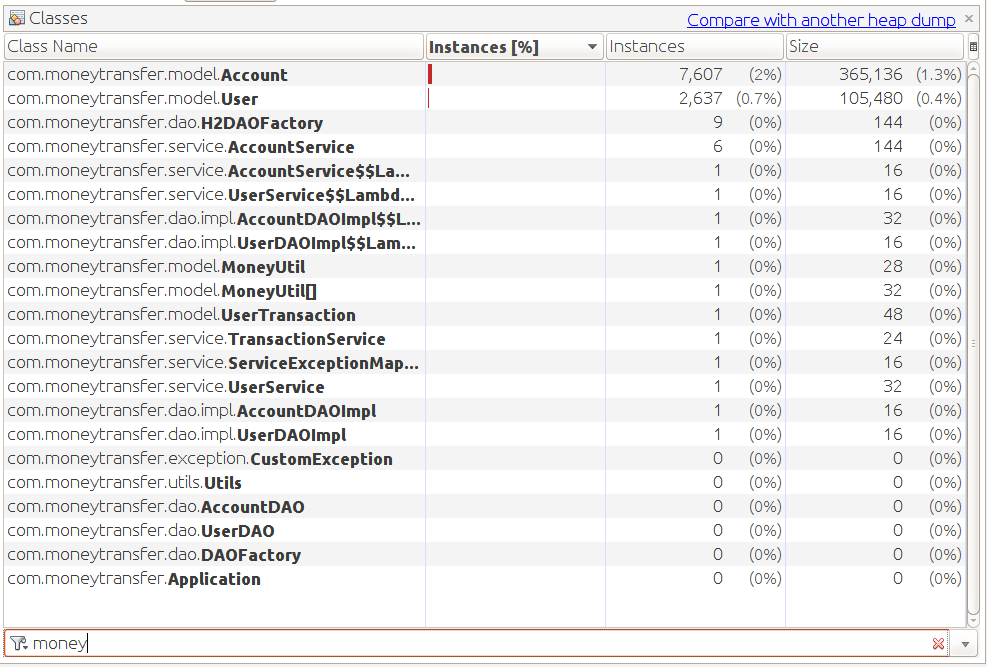 Classes Compare with another heap dump
Class Name Instances [%] Instances Size
com.moneytransfer.model.Account 7,607 (2%) 365,136 (1.3%)
com.moneytransfer.model.User 2,637 (0.7%) 105,480 (0.4%)
com.moneytransfer.dao.H2DAOFactory 9 (0%) 144 (0%)
com.moneytransfer.service.AccountService 6 (0%) 144 (0%)
com.moneytransfer.service.AccountService$$La... 1 (0%) 16 (0%)
com.moneytransfer.service.UserService$$Lambd... 1 (0%) 16 (0%)
com.moneytransfer.dao.impl.AccountDAOImpl$$L... 1 (0%) 32 (0%)
com.moneytransfer.dao.impl.UserDAOImpl$$Lam... 1 (0%) 16 (0%)
com.moneytransfer.model.MoneyUtil 1 (0%) 28 (0%)
com.moneytransfer.model.MoneyUtil[] 1 (0%) 32 (0%)
com.moneytransfer.model.UserTransaction 1 (0%) 48 (0%)
com.moneytransfer.service.TransactionService 1 (0%) 24 (0%)
com.moneytransfer.service.ServiceExceptionMap... 1 (0%) 16 (0%)
com.moneytransfer.service.UserService 1 (0%) 32 (0%)
com.moneytransfer.dao.impl.AccountDAOImpl 1 (0%) 16 (0%)
com.moneytransfer.dao.impl.UserDAOImpl 1 (0%) 16 (0%)
com.moneytransfer.exception.CustomException 0 (0%) 0 (0%)
com.moneytransfer.utils.Utils 0 (0%) 0 (0%)
com.moneytransfer.dao.AccountDAO 0 (0%) 0 (0%)
com.moneytransfer.dao.UserDAO 0 (0%) 0 (0%)
com.moneytransfer.dao.DAOFactory 0 (0%) 0 (0%)
com.moneytransfer.Application 0 (0%) 0 (0%)
money